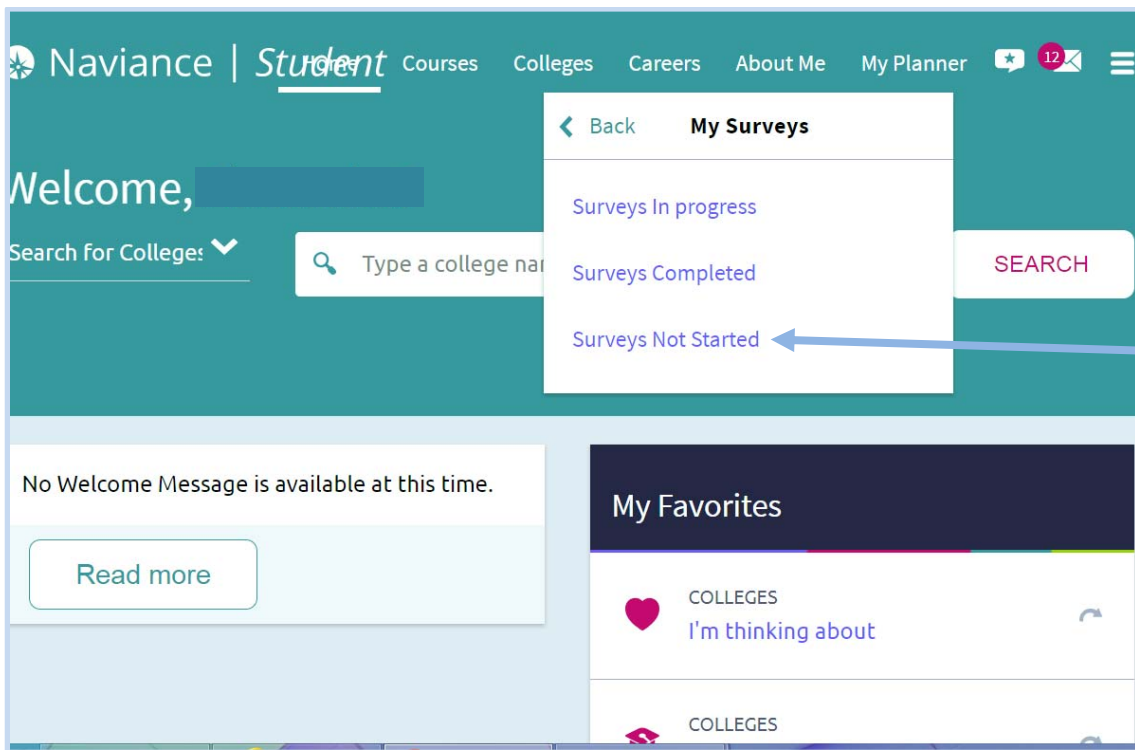 Naviance | Student Home Courses Colleges Careers About Me My Planner 12
Back My Surveys
Welcome,
Surveys In progress
Search for Colleges
Type a college nar
Surveys Completed
SEARCH
Surveys Not Started
No Welcome Message is available at this time.
Read more
My Favorites
COLLEGES
I'm thinking about
COLLEGES